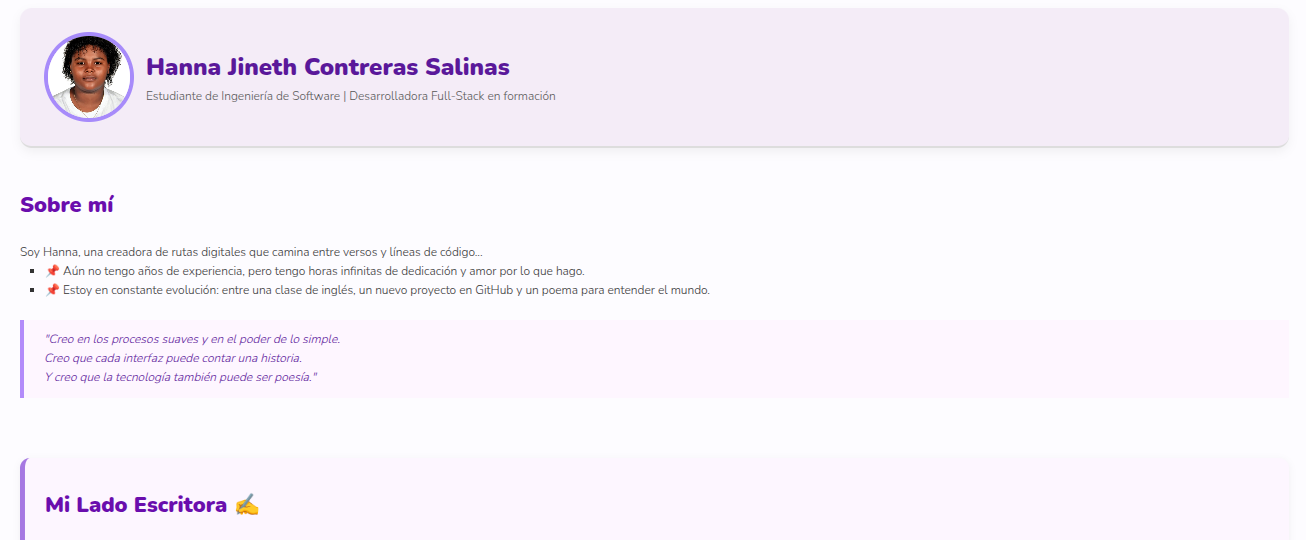 Hanna Jineth Contreras Salinas
Estudiante de Ingeniería de Software | Desarrolladora Full-Stack en formación
Sobre mí
Soy Hanna, una creadora de rutas digitales que camina entre versos y líneas de código...
📌 Aún no tengo años de experiencia, pero tengo horas infinitas de dedicación y amor por lo que hago.
📌 Estoy en constante evolución: entre una clase de inglés, un nuevo proyecto en GitHub y un poema para entender el mundo.
"Creo en los procesos suaves y en el poder de lo simple.
Creo que cada interfaz puede contar una historia.
Y creo que la tecnología también puede ser poesía."
Mi Lado Escritora ✍️